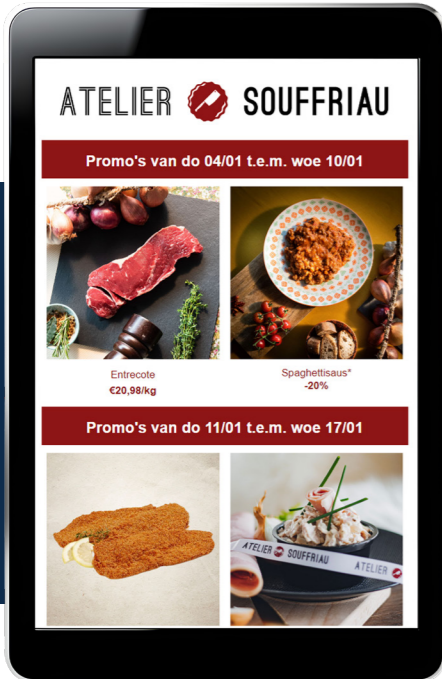 ATELIER SOUFFRIAU
Promo's van do 04/01 t.e.m. woe 10/01
Entrecote
€20,98/kg
Spaghettisaus*
-20%
Promo's van do 11/01 t.e.m. woe 17/01
ATELIER SOUFFRIAU ATELIER